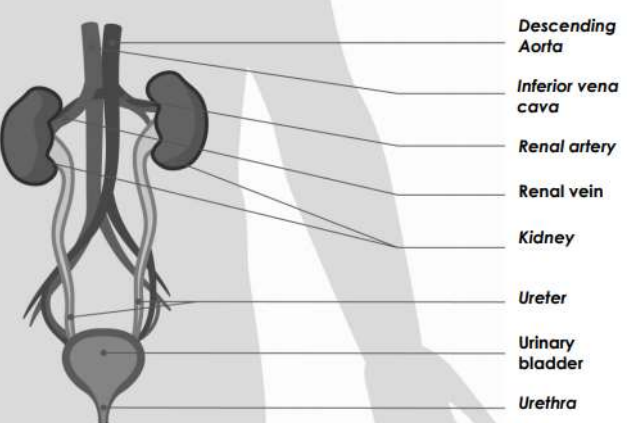 Descending
Aorta
Inferior vena
cava
Renal artery
Renal vein
Kidney
Ureter
Urinary
bladder
Urethra